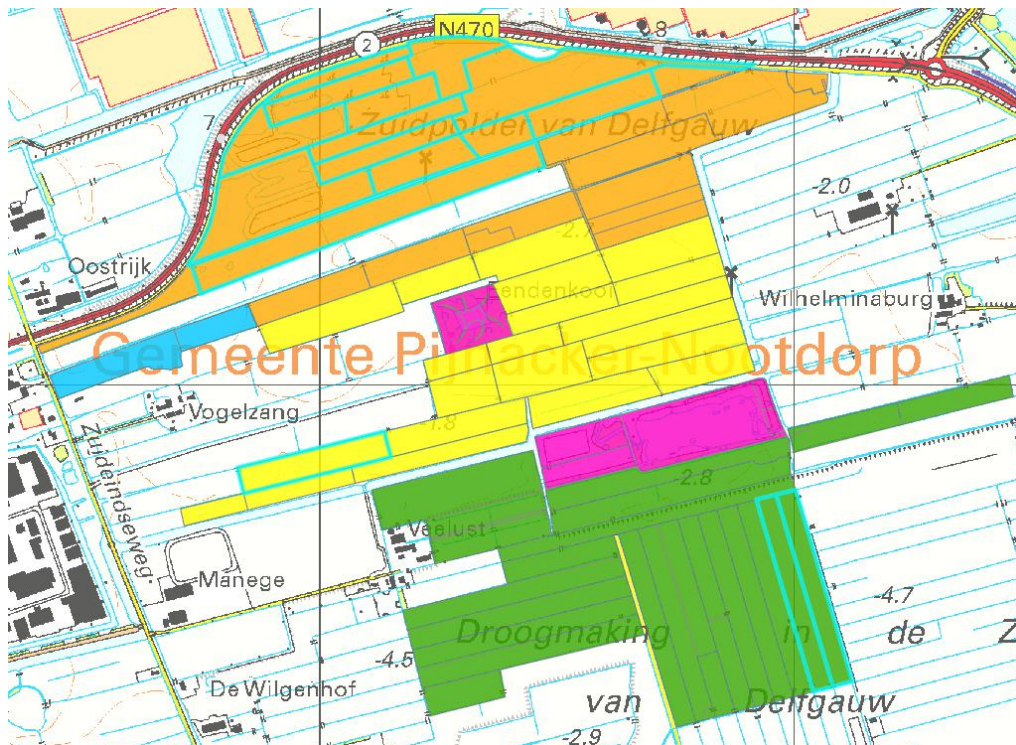 N470
8
2
7
Zuidpolder van Delfgauw
-2.0
-2.7
Oostrijk
Eendenkooi
Wilhelminaburg
Gemeente Pijnacker-Nootdorp
Vogelzang
-1.8
Zuideindseweg
-2.8
Veelust
Manege
-4.7
Droogmaking in de Z
-4.5
De Wilgenhof
van Delfgauw
-2.9